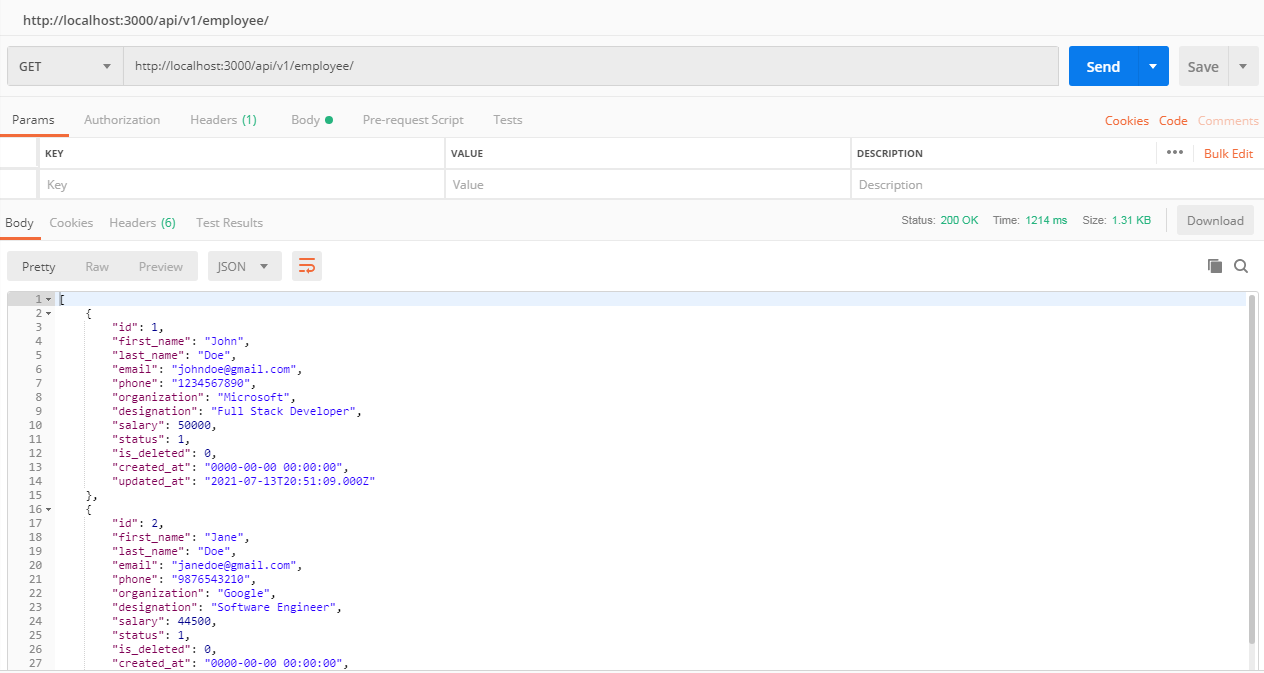 http://localhost:3000/api/v1/employee/
GET http://localhost:3000/api/v1/employee/ Send Save
Params Authorization Headers (1) Body Pre-request Script Tests Cookies Code Comments
KEY VALUE DESCRIPTION ••• Bulk Edit
Key Value Description
Body Cookies Headers (6) Test Results Status: 200 OK Time: 1214 ms Size: 1.31 KB Download
Pretty Raw Preview JSON
1 [
2 {
3 "id": 1,
4 "first_name": "John",
5 "last_name": "Doe",
6 "email": "johndoe@gmail.com",
7 "phone": "1234567890",
8 "organization": "Microsoft",
9 "designation": "Full Stack Developer",
10 "salary": 50000,
11 "status": 1,
12 "is_deleted": 0,
13 "created_at": "0000-00-00 00:00:00",
14 "updated_at": "2021-07-13T20:51:09.000Z"
15 },
16 {
17 "id": 2,
18 "first_name": "Jane",
19 "last_name": "Doe",
20 "email": "janedoe@gmail.com",
21 "phone": "9876543210",
22 "organization": "Google",
23 "designation": "Software Engineer",
24 "salary": 44500,
25 "status": 1,
26 "is_deleted": 0,
27 "created_at": "0000-00-00 00:00:00",